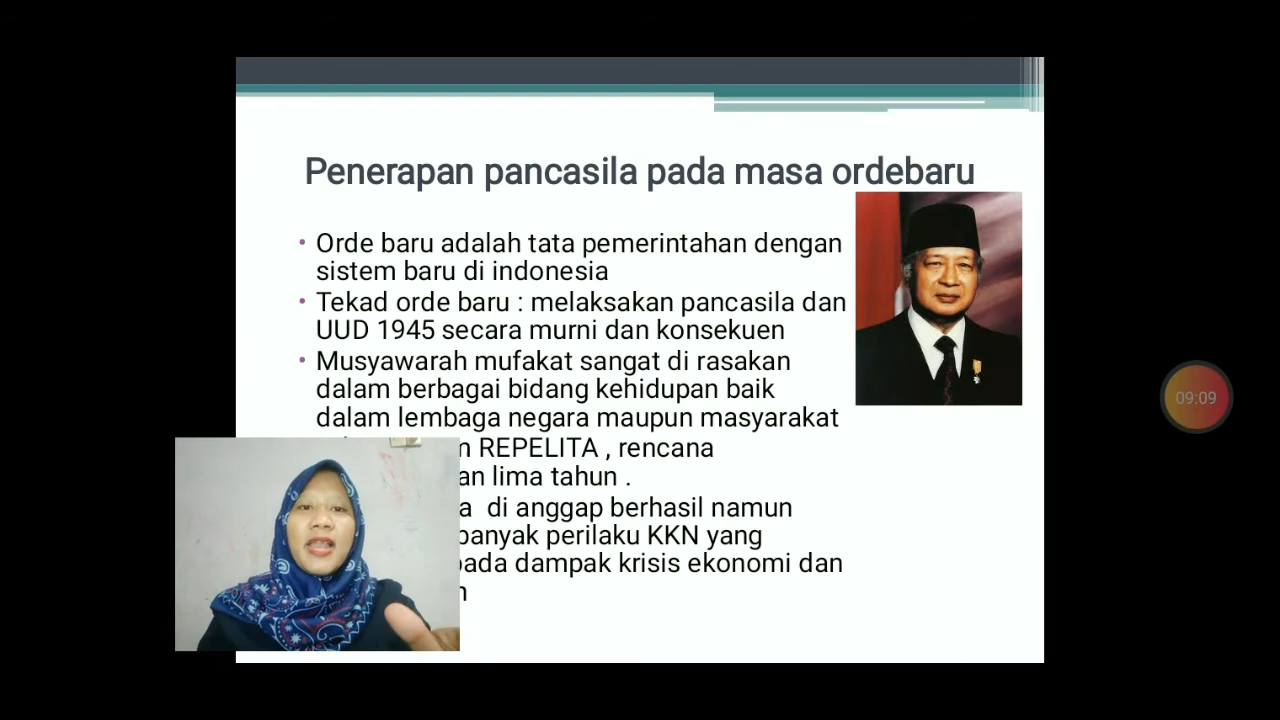 Penerapan pancasila pada masa ordebaru
• Orde baru adalah tata pemerintahan dengan
sistem baru di indonesia
• Tekad orde baru : melaksakan pancasila dan
UUD 1945 secara murni dan konsekuen
• Musyawarah mufakat sangat di rasakan
dalam berbagai bidang kehidupan baik
dalam lembaga negara maupun masyarakat
REPELITA , rencana
lima tahun .
di anggap berhasil namun
banyak perilaku KKN yang
pada dampak krisis ekonomi dan
09:09